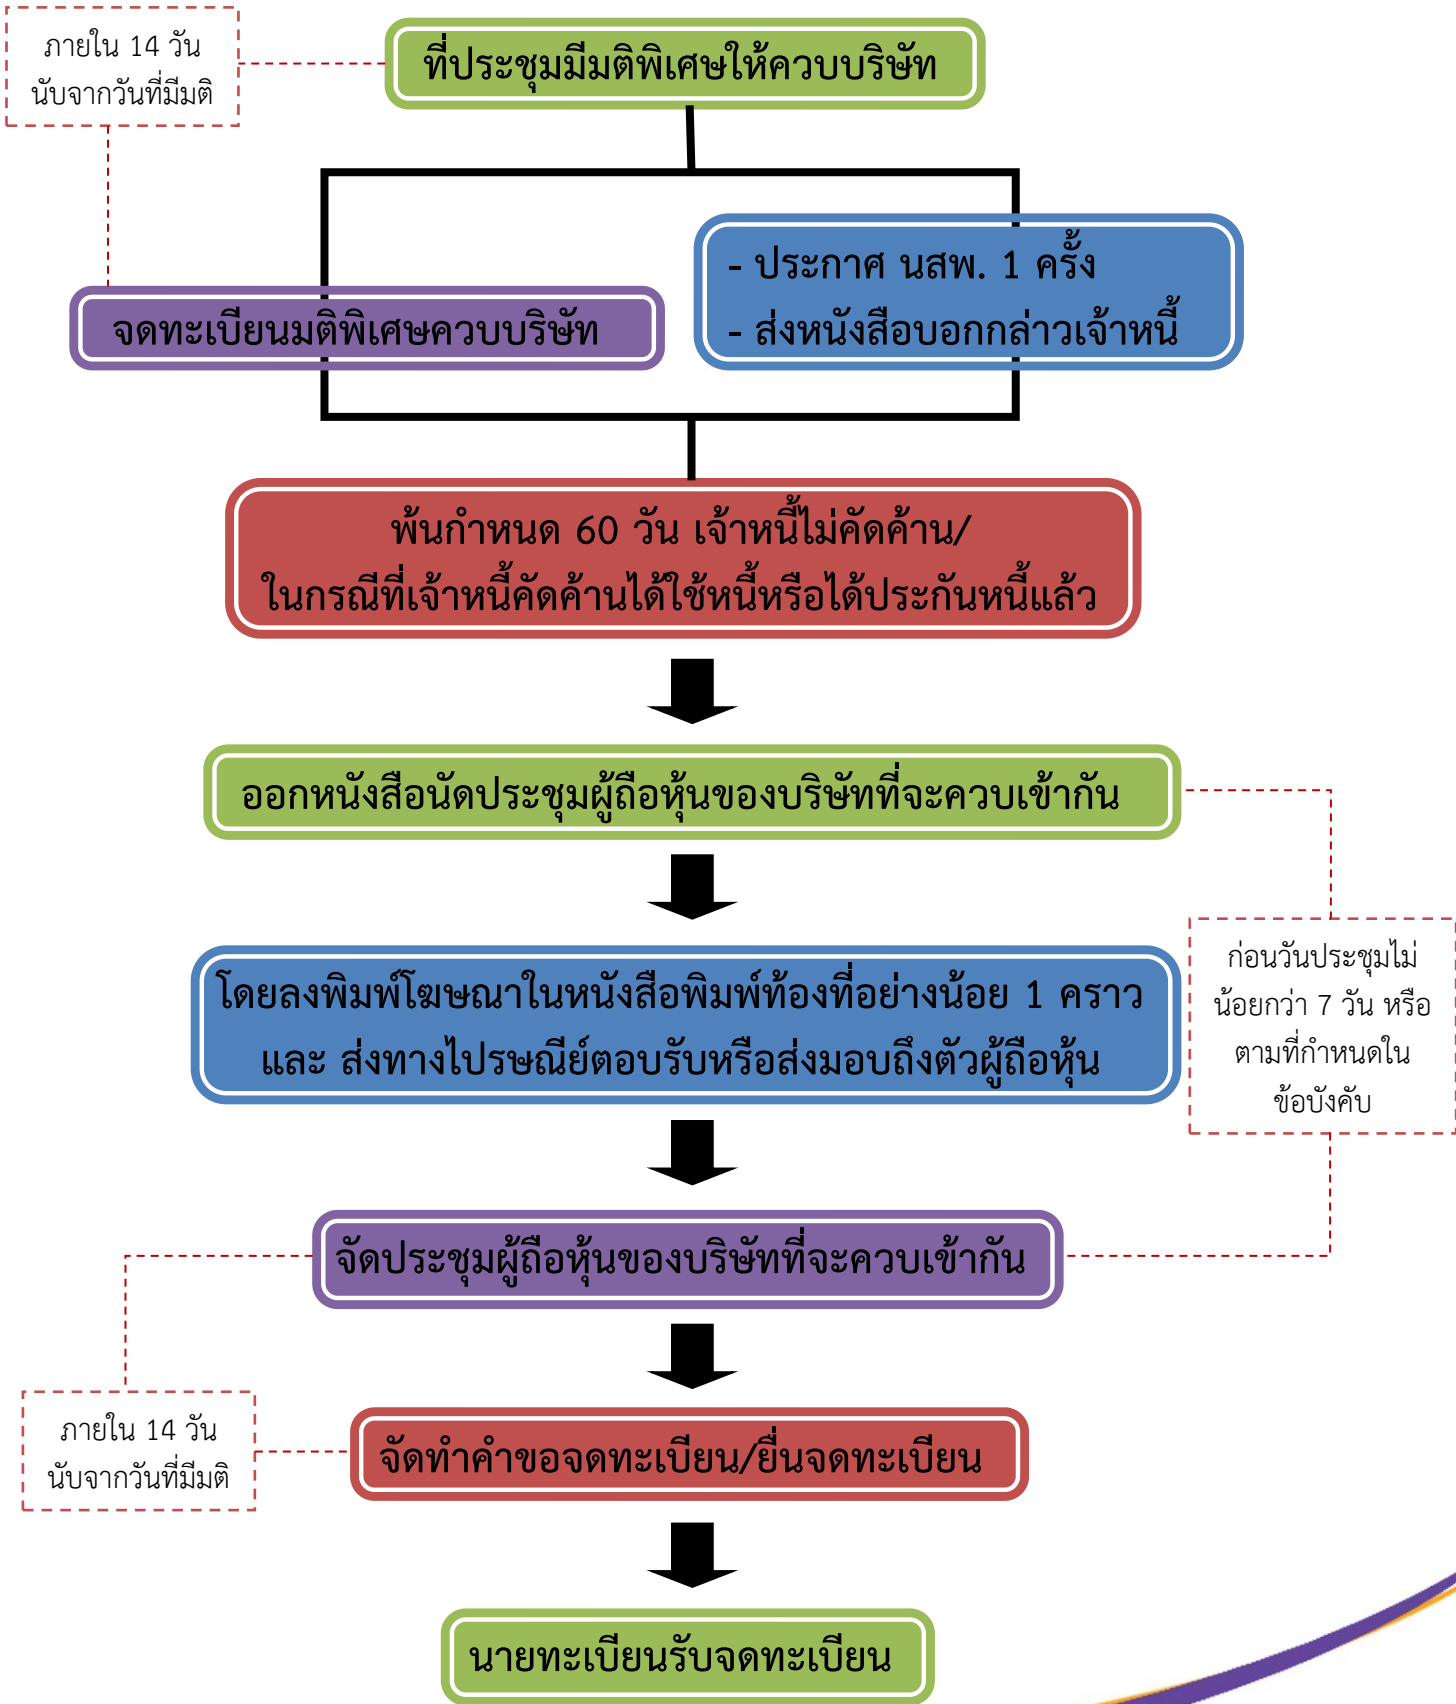 ภายใน 14 วัน
นับจากวันที่มีมติ
ที่ประชุมมีมติพิเศษให้ควบบริษัท
- ประกาศ นสพ. 1 ครั้ง
- ส่งหนังสือบอกกล่าวเจ้าหนี้
จดทะเบียนมติพิเศษควบบริษัท
พ้นกำหนด 60 วัน เจ้าหนี้ไม่คัดค้าน/
ในกรณีที่เจ้าหนี้คัดค้านได้ใช้หนี้หรือได้ประกันหนี้แล้ว
ออกหนังสือนัดประชุมผู้ถือหุ้นของบริษัทที่จะควบเข้ากัน
โดยลงพิมพ์โฆษณาในหนังสือพิมพ์ท้องที่อย่างน้อย 1 คราว
และ ส่งทางไปรษณีย์ตอบรับหรือส่งมอบถึงตัวผู้ถือหุ้น
ก่อนวันประชุมไม่
น้อยกว่า 7 วัน หรือ
ตามที่กำหนดใน
ข้อบังคับ
จัดประชุมผู้ถือหุ้นของบริษัทที่จะควบเข้ากัน
ภายใน 14 วัน
นับจากวันที่มีมติ
จัดทำคำขอจดทะเบียน/ยื่นจดทะเบียน
นายทะเบียนรับจดทะเบียน